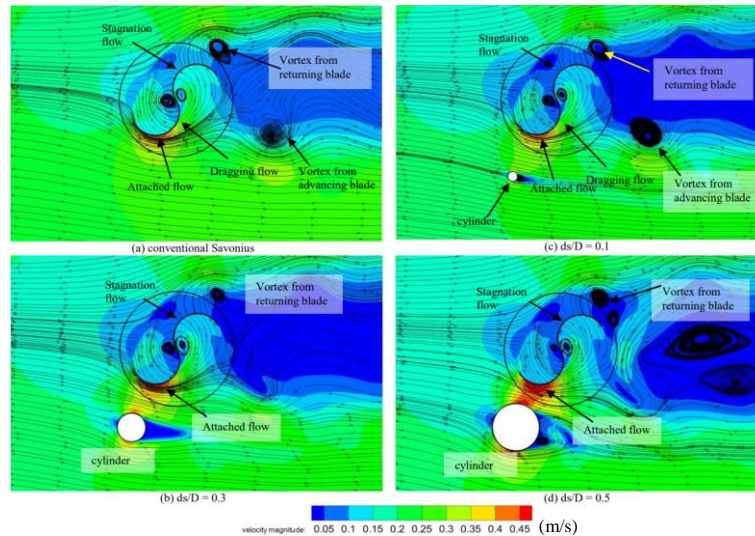 Stagnation
flow
Vortex from
returning blade
Dragging flow
Attached flow
Vortex from
advancing blade
(a) conventional Savonius
Stagnation
flow
Vortex from
returning blade
Attached flow
Dragging flow
Vortex from
advancing blade
cylinder
(c) ds/D = 0.1
Stagnation
flow
Vortex from
returning blade
Attached flow
cylinder
(b) ds/D = 0.3
Stagnation
flow
Vortex from
returning blade
Attached flow
cylinder
(d) ds/D = 0.5
velocity magnitude: 0.05 0.1 0.15 0.2 0.25 0.3 0.35 0.4 0.45 (m/s)